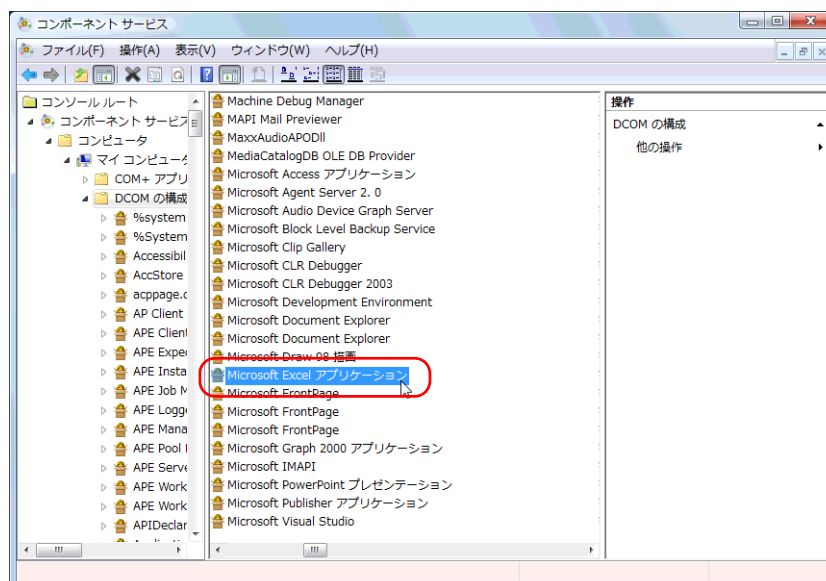 コンポーネント サービス
ファイル(F) 操作(A) 表示(V) ウィンドウ(W) ヘルプ(H)
コンソール ルート
コンポーネント サービス
コンピュータ
マイ コンピュータ
COM+ アプリ
DCOM の構成
%system
%System
Accessibil
AccStore
acppage.c
AP Client
APE Client
APE Expe
APE Insta
APE Job M
APE Logg
APE Mana
APE Pool
APE Serve
APE Work
APE Work
APIDeclar
Machine Debug Manager
MAPI Mail Previewer
MaxxAudioAPODll
MediaCatalogDB OLE DB Provider
Microsoft Access アプリケーション
Microsoft Agent Server 2. 0
Microsoft Audio Device Graph Server
Microsoft Block Level Backup Service
Microsoft Clip Gallery
Microsoft CLR Debugger
Microsoft CLR Debugger 2003
Microsoft Development Environment
Microsoft Document Explorer
Microsoft Document Explorer
Microsoft Draw 98 描画
Microsoft Excel アプリケーション
Microsoft FrontPage
Microsoft FrontPage
Microsoft FrontPage
Microsoft Graph 2000 アプリケーション
Microsoft IMAPI
Microsoft PowerPoint プレゼンテーション
Microsoft Publisher アプリケーション
Microsoft Visual Studio
操作
DCOM の構成
他の操作